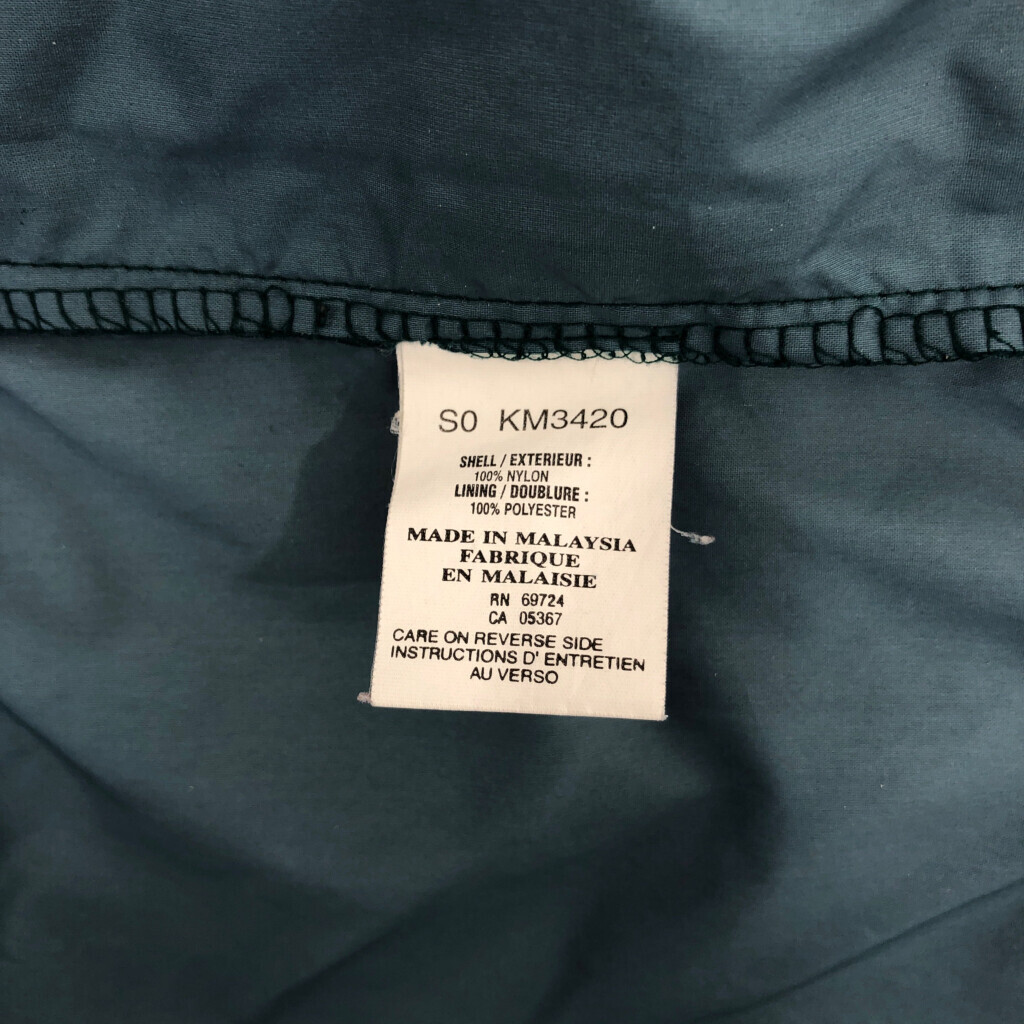 S0 KM3420
SHELL / EXTERIEUR :
100% NYLON
LINING / DOUBLURE :
100% POLYESTER
MADE IN MALAYSIA
FABRIQUE
EN MALAISIE
RN 69724
CA 05367
CARE ON REVERSE SIDE
INSTRUCTIONS D' ENTRETIEN
AU VERSO